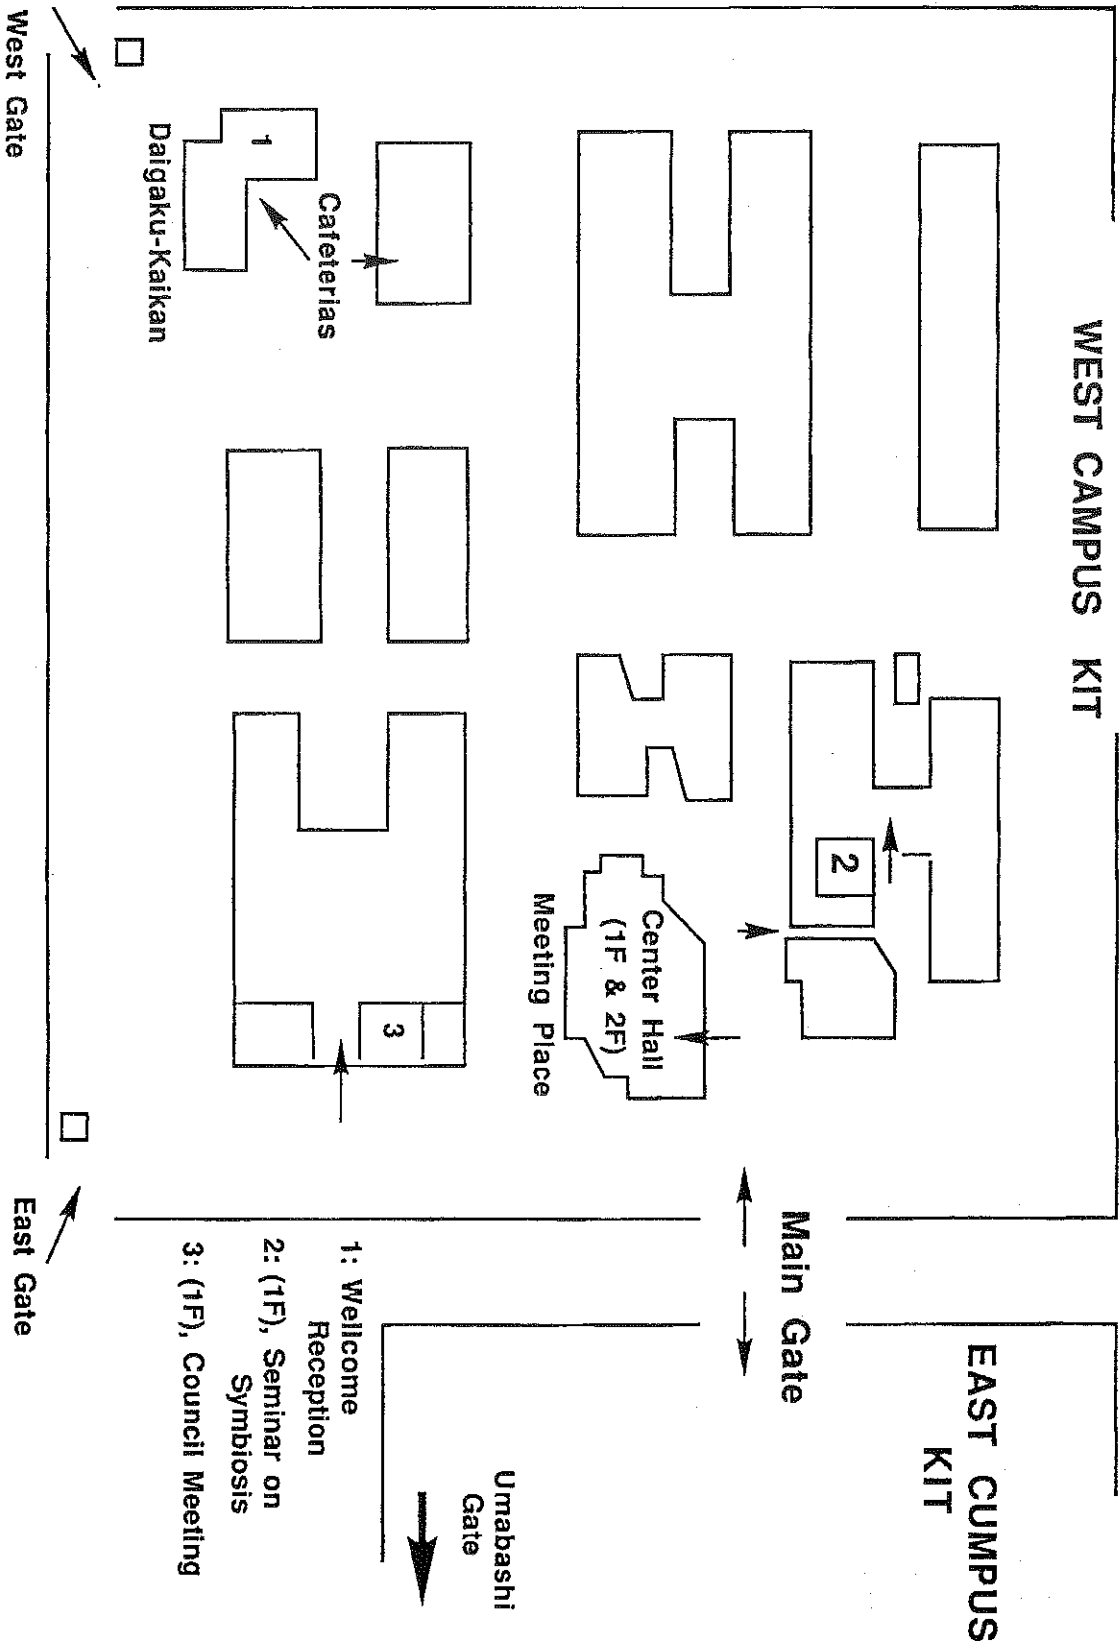 WEST CAMPUS KIT
EAST CUMPUS
KIT
Main Gate
2
Center Hall
(1F & 2F)
Meeting Place
Umabashi
Gate
Cafeterias
1
Daigaku-Kaikan
3
1: Wellcome
Reception
2: (1F), Seminar on
Symbiosis
3: (1F), Council Meeting
West Gate
East Gate